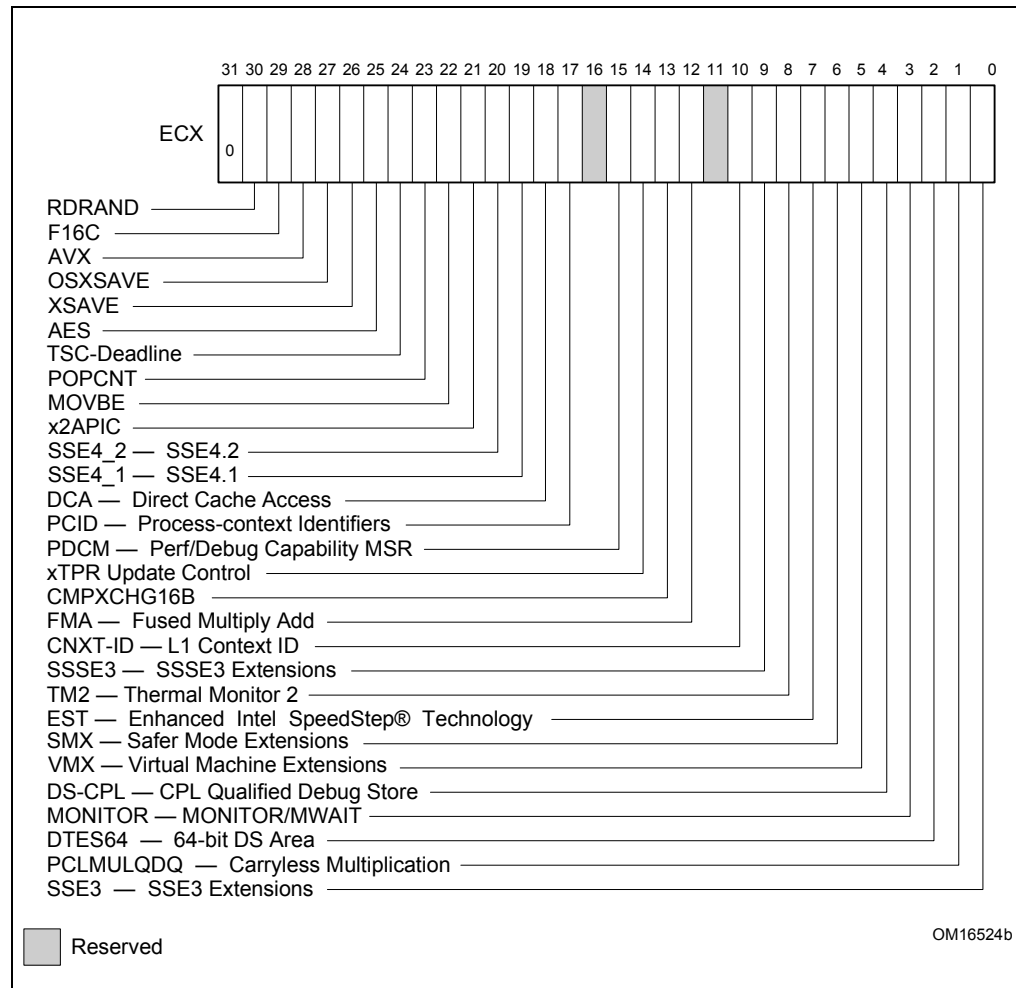 31 30 29 28 27 26 25 24 23 22 21 20 19 18 17 16 15 14 13 12 11 10 9 8 7 6 5 4 3 2 1 0
ECX
0
RDRAND
F16C
AVX
OSXSAVE
XSAVE
AES
TSC-Deadline
POPCNT
MOVBE
x2APIC
SSE4_2 — SSE4.2
SSE4_1 — SSE4.1
DCA — Direct Cache Access
PCID — Process-context Identifiers
PDCM — Perf/Debug Capability MSR
xTPR Update Control
CMPXCHG16B
FMA — Fused Multiply Add
CNXT-ID — L1 Context ID
SSSE3 — SSSE3 Extensions
TM2 — Thermal Monitor 2
EST — Enhanced Intel SpeedStep® Technology
SMX — Safer Mode Extensions
VMX — Virtual Machine Extensions
DS-CPL — CPL Qualified Debug Store
MONITOR — MONITOR/MWAIT
DTES64 — 64-bit DS Area
PCLMULQDQ — Carryless Multiplication
SSE3 — SSE3 Extensions
Reserved
OM16524b